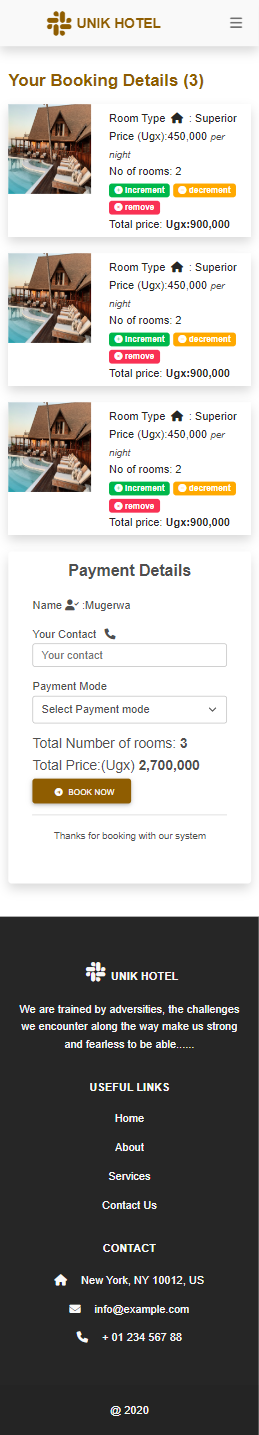 UNIK HOTEL
Your Booking Details (3)
Room Type : Superior
Price (Ugx):450,000 per
night
No of rooms: 2
increment decrement
remove
Total price: Ugx:900,000
Room Type : Superior
Price (Ugx):450,000 per
night
No of rooms: 2
increment decrement
remove
Total price: Ugx:900,000
Room Type : Superior
Price (Ugx):450,000 per
night
No of rooms: 2
increment decrement
remove
Total price: Ugx:900,000
Payment Details
Name :Mugerwa
Your Contact
Your contact
Payment Mode
Select Payment mode
Total Number of rooms: 3
Total Price:(Ugx) 2,700,000
BOOK NOW
Thanks for booking with our system
UNIK HOTEL
We are trained by adversities, the challenges
we encounter along the way make us strong
and fearless to be able......
USEFUL LINKS
Home
About
Services
Contact Us
CONTACT
New York, NY 10012, US
info@example.com
+ 01 234 567 88
@ 2020